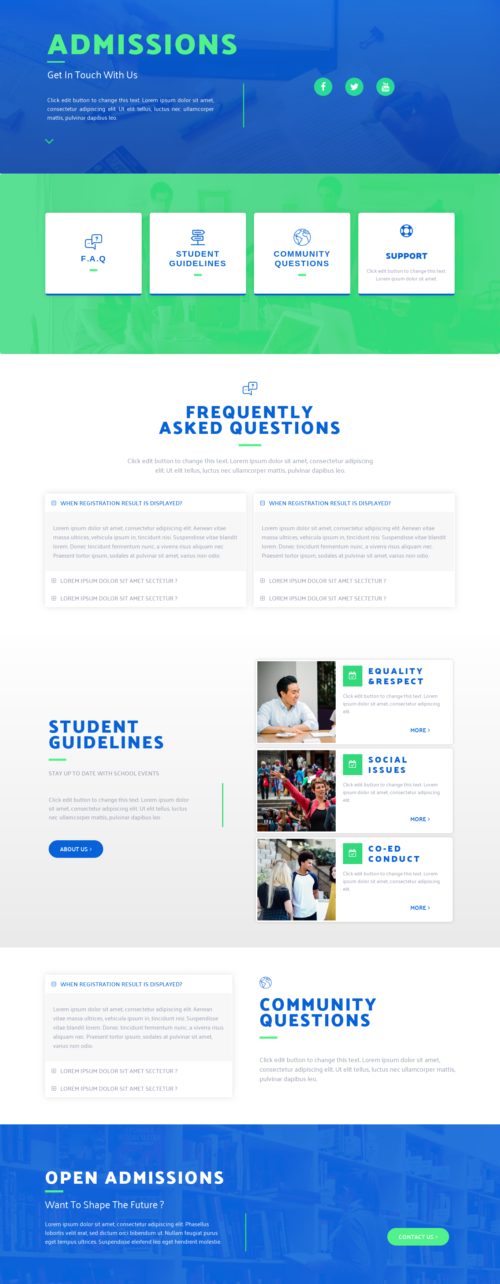 ADMISSIONS
Get In Touch With Us
Click edit button to change this text. Lorem ipsum dolor sit amet,
consectetur adipiscing elit. Ut elit tellus, luctus nec ullamcorper
mattis, pulvinar dapibus leo.
F.A.Q
STUDENT
GUIDELINES
COMMUNITY
QUESTIONS
SUPPORT
Click edit button to change this text.
Lorem ipsum dolor sit amet
FREQUENTLY
ASKED QUESTIONS
Click edit button to change this text. Lorem ipsum dolor sit amet, consectetur adipiscing
elit. Ut elit tellus, luctus nec ullamcorper mattis, pulvinar dapibus leo.
WHEN REGISTRATION RESULT IS DISPLAYED?
Lorem ipsum dolor sit amet, consectetur adipiscing elit. Aenean vitae
massa ultrices, vehicula ipsum in, tincidunt nisi. Suspendisse vitae blandit
lorem. Donec tincidunt fermentum nunc, a viverra risus aliquam nec.
Praesent tortor ipsum, sodales at pulvinar sit amet, varius non odio.
LOREM IPSUM DOLOR SIT AMET SECTETUR ?
LOREM IPSUM DOLOR SIT AMET SECTETUR ?
WHEN REGISTRATION RESULT IS DISPLAYED?
Lorem ipsum dolor sit amet, consectetur adipiscing elit. Aenean vitae
massa ultrices, vehicula ipsum in, tincidunt nisi. Suspendisse vitae blandit
lorem. Donec tincidunt fermentum nunc, a viverra risus aliquam nec.
Praesent tortor ipsum, sodales at pulvinar sit amet, varius non odio.
LOREM IPSUM DOLOR SIT AMET SECTETUR ?
LOREM IPSUM DOLOR SIT AMET SECTETUR ?
STUDENT
GUIDELINES
STAY UP TO DATE WITH SCHOOL EVENTS
Click edit button to change this text. Lorem ipsum dolor
sit amet, consectetur adipiscing elit. Ut elit tellus, luctus
nec ullamcorper mattis, pulvinar dapibus leo.
ABOUT US >
EQUALITY
&RESPECT
Click edit button to change this text. Lorem
ipsum dolor sit amet, consectetur adipiscing
elit.
MORE >
SOCIAL
ISSUES
Click edit button to change this text. Lorem
ipsum dolor sit amet, consectetur adipiscing
elit.
MORE >
CO-ED
CONDUCT
Click edit button to change this text. Lorem
ipsum dolor sit amet, consectetur adipiscing
elit.
MORE >
WHEN REGISTRATION RESULT IS DISPLAYED?
Lorem ipsum dolor sit amet, consectetur adipiscing elit. Aenean
vitae massa ultrices, vehicula ipsum in, tincidunt nisi. Suspendisse
vitae blandit lorem. Donec tincidunt fermentum nunc, a viverra risus
aliquam nec. Praesent tortor ipsum, sodales at pulvinar sit amet,
varius non odio.
LOREM IPSUM DOLOR SIT AMET SECTETUR ?
LOREM IPSUM DOLOR SIT AMET SECTETUR ?
COMMUNITY
QUESTIONS
Click edit button to change this text. Lorem ipsum dolor sit amet,
consectetur adipiscing elit. Ut elit tellus, luctus nec ullamcorper
mattis, pulvinar dapibus leo.
OPEN ADMISSIONS
Want To Shape The Future ?
Lorem ipsum dolor sit amet, consectetur adipiscing elit. Phasellus
lobortis velit erat, sed dictum orci bibendum ut. Nullam feugiat purus
eget tempus ultrices. Suspendisse eleifend leo eget hendrerit molestie.
CONTACT US >